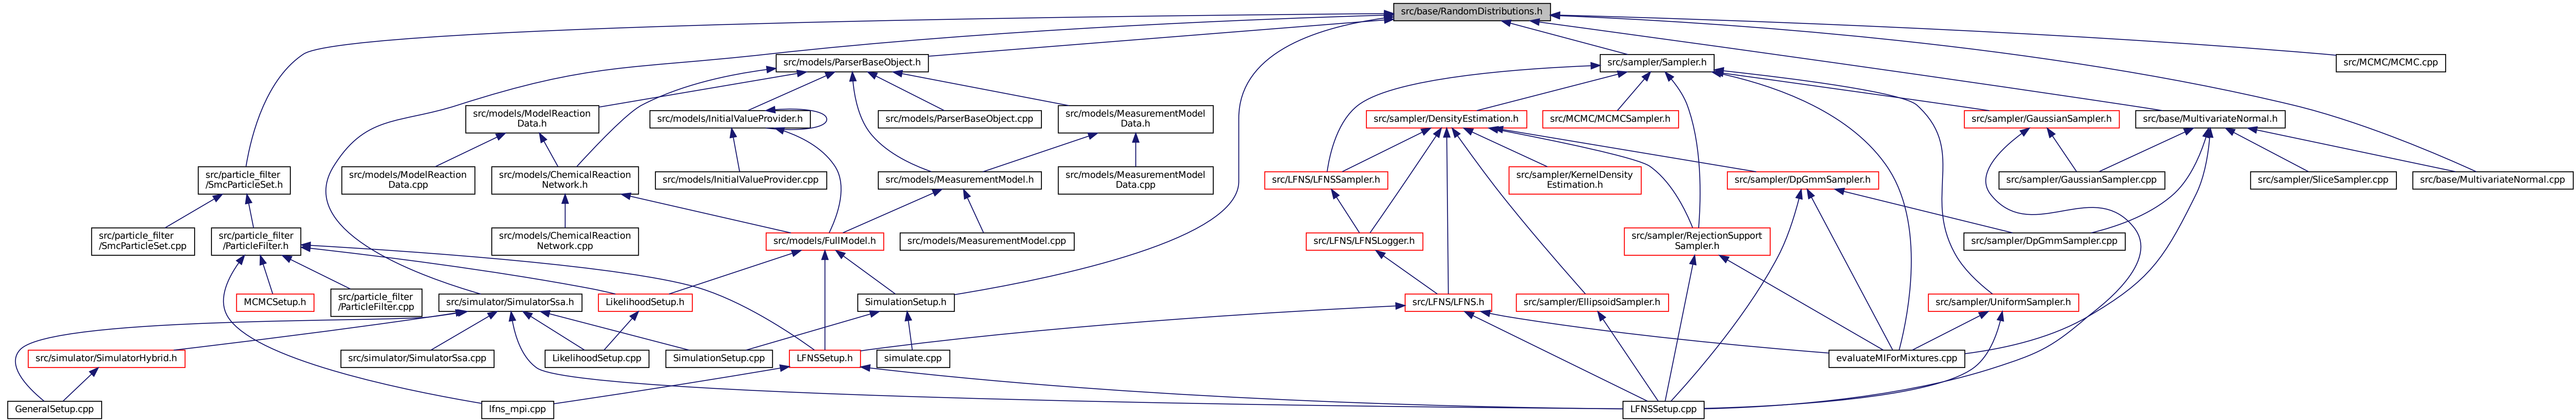 src/base/RandomDistributions.h
src/models/ParserBaseObject.h
src/sampler/Sampler.h
src/MCMC/MCMC.cpp
src/models/ModelReaction
Data.h
src/models/InitialValueProvider.h
src/models/ParserBaseObject.cpp
src/models/MeasurementModel
Data.h
src/sampler/DensityEstimation.h
src/MCMC/MCMCSampler.h
src/sampler/GaussianSampler.h
src/base/MultivariateNormal.h
src/particle_filter
/SmcParticleSet.h
src/models/ModelReaction
Data.cpp
src/models/ChemicalReaction
Network.h
src/models/InitialValueProvider.cpp
src/models/MeasurementModel.h
src/models/MeasurementModel
Data.cpp
src/LFNS/LFNSSampler.h
src/sampler/KernelDensity
Estimation.h
src/sampler/DpGmmSampler.h
src/sampler/GaussianSampler.cpp
src/sampler/SliceSampler.cpp
src/base/MultivariateNormal.cpp
src/particle_filter
/SmcParticleSet.cpp
src/particle_filter
/ParticleFilter.h
src/models/ChemicalReaction
Network.cpp
src/models/FullModel.h
src/models/MeasurementModel.cpp
src/LFNS/LFNSLogger.h
src/sampler/RejectionSupport
Sampler.h
src/sampler/DpGmmSampler.cpp
MCMCSetup.h
src/particle_filter
/ParticleFilter.cpp
src/simulator/SimulatorSsa.h
LikelihoodSetup.h
SimulationSetup.h
src/LFNS/LFNS.h
src/sampler/EllipsoidSampler.h
src/sampler/UniformSampler.h
src/simulator/SimulatorHybrid.h
src/simulator/SimulatorSsa.cpp
LikelihoodSetup.cpp
SimulationSetup.cpp
LFNSSetup.h
simulate.cpp
evaluateMIForMixtures.cpp
GeneralSetup.cpp
lfns_mpi.cpp
LFNSSetup.cpp